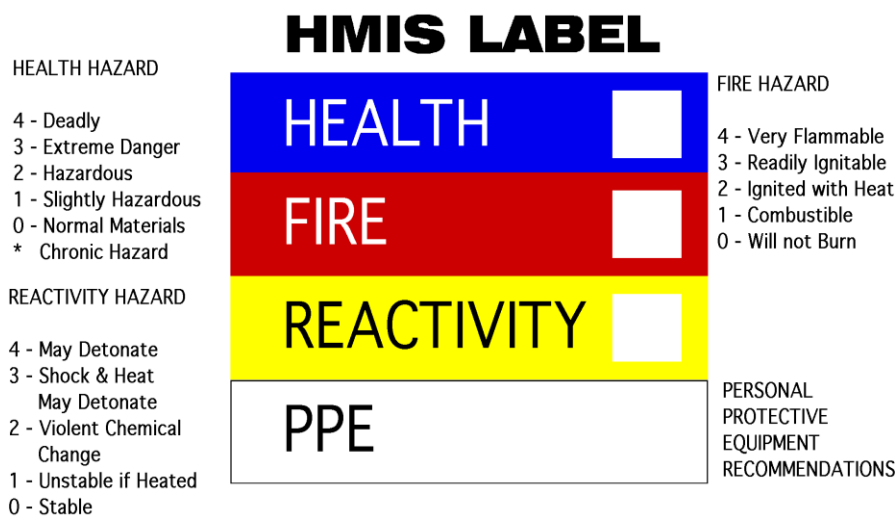 HMIS LABEL
HEALTH HAZARD
4 - Deadly
3 - Extreme Danger
2 - Hazardous
1 - Slightly Hazardous
0 - Normal Materials
* Chronic Hazard
REACTIVITY HAZARD
4 - May Detonate
3 - Shock & Heat
May Detonate
2 - Violent Chemical
Change
1 - Unstable if Heated
0 - Stable
HEALTH
FIRE
REACTIVITY
PPE
FIRE HAZARD
4 - Very Flammable
3 - Readily Ignitable
2 - Ignited with Heat
1 - Combustible
0 - Will not Burn
PERSONAL
PROTECTIVE
EQUIPMENT
RECOMMENDATIONS